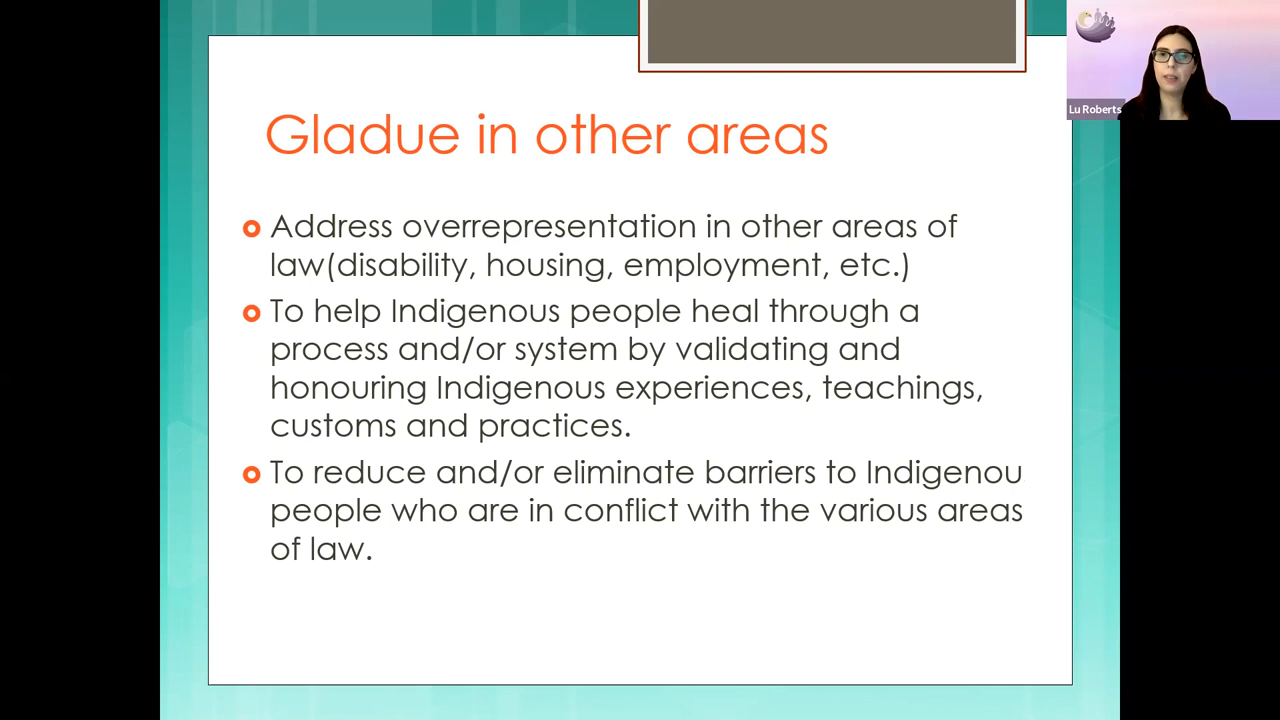 Gladue in other areas
Address overrepresentation in other areas of
law(disability, housing, employment, etc.)
To help Indigenous people heal through a
process and/or system by validating and
honouring Indigenous experiences, teachings,
customs and practices.
To reduce and/or eliminate barriers to Indigenou
people who are in conflict with the various areas
of law.
Lu Roberts